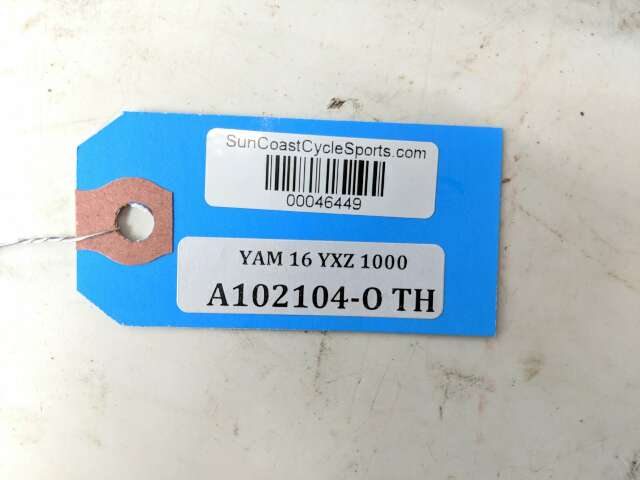 SunCoastCycleSports.com
00046449
YAM 16 YXZ 1000
A102104-O TH